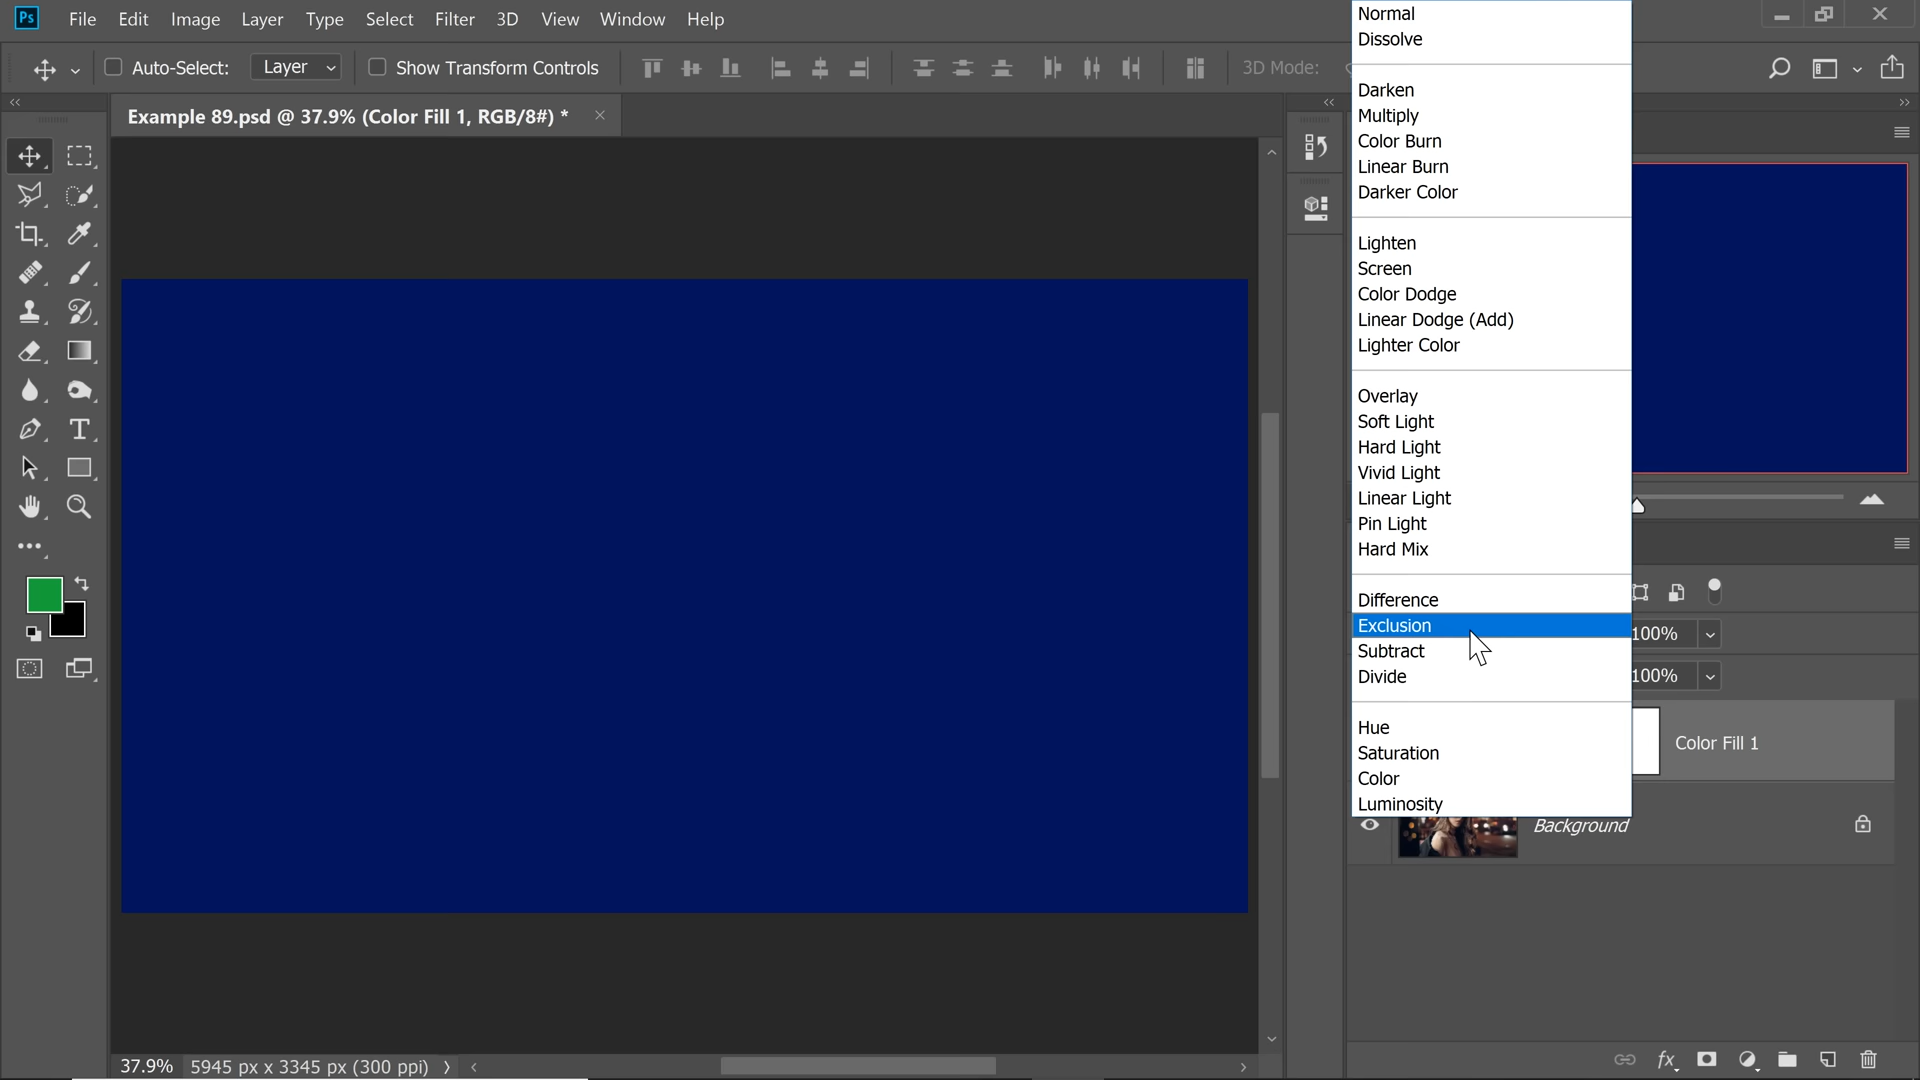 Ps File Edit Image Layer Type Select Filter 3D View Window Help
Auto-Select: Layer Show Transform Controls 3D Mode:
Example 89.psd @ 37.9% (Color Fill 1, RGB/8#) *
Normal
Dissolve
Darken
Multiply
Color Burn
Linear Burn
Darker Color
Lighten
Screen
Color Dodge
Linear Dodge (Add)
Lighter Color
Overlay
Soft Light
Hard Light
Vivid Light
Linear Light
Pin Light
Hard Mix
Difference
Exclusion
Subtract
Divide
Hue
Saturation
Color
Luminosity
100%
100%
Color Fill 1
Background
37.9% 5945 px x 3345 px (300 ppi)
fx